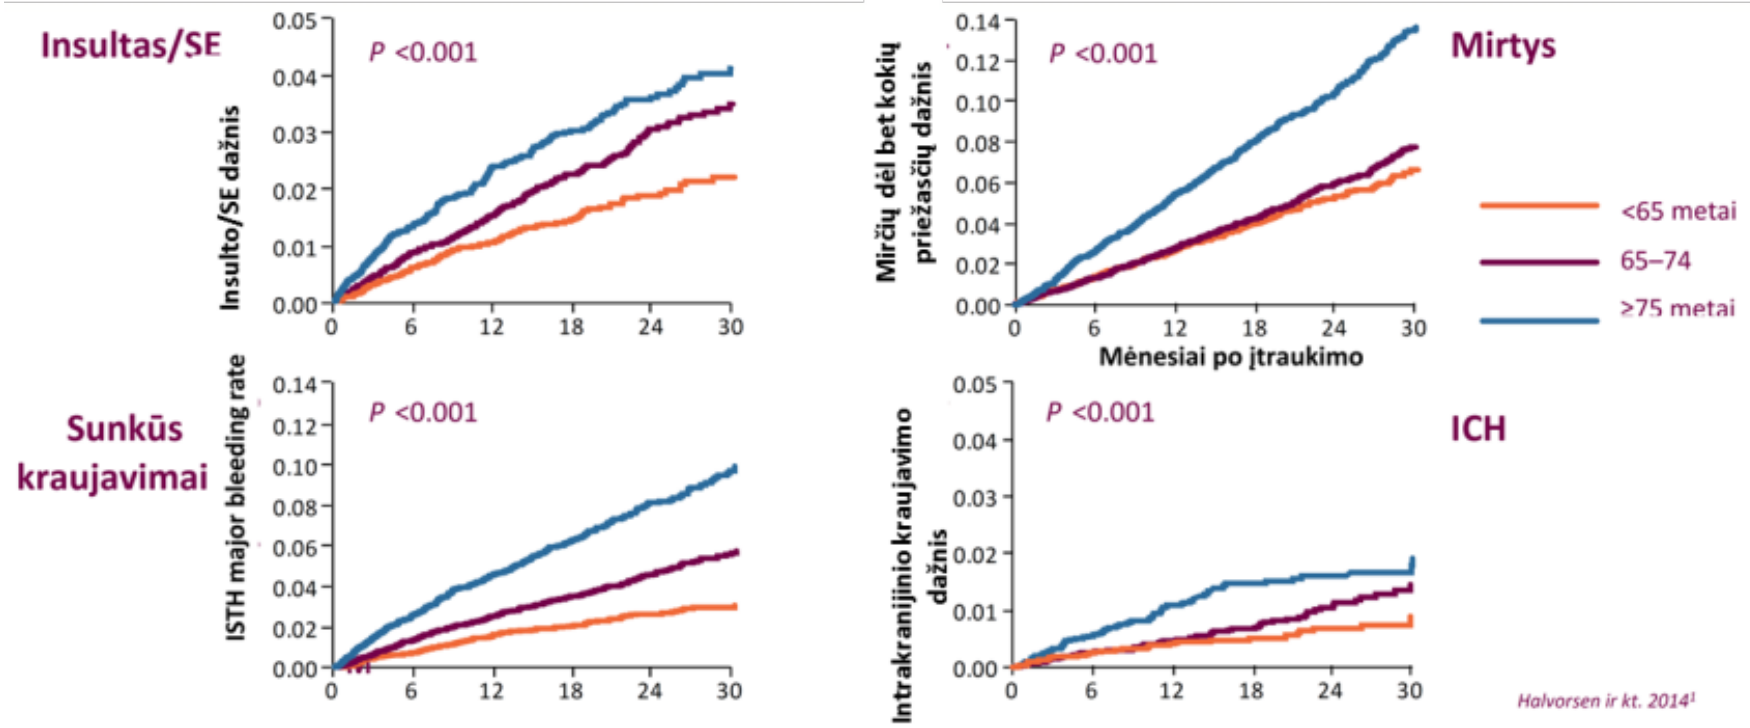 Insultas/SE
P <0.001
Insulto/SE dažnis
0.05
0.04
0.03
0.02
0.01
0.00
0 6 12 18 24 30
Mirtys
P <0.001
Mirčių dėl bet kokių
priežasčių dažnis
0.14
0.12
0.10
0.08
0.06
0.04
0.02
0.00
0 6 12 18 24 30
Mėnesiai po įtraukimo
<65 metai
65–74
≥75 metai
Sunkūs
kraujavimai
P <0.001
ISTH major bleeding rate
0.14
0.12
0.10
0.08
0.06
0.04
0.02
0.00
0 6 12 18 24 30
ICH
P <0.001
Intrakranijinio kraujavimo
dažnis
0.05
0.04
0.03
0.02
0.01
0.00
0 6 12 18 24 30
Halvorsen ir kt. 2014¹